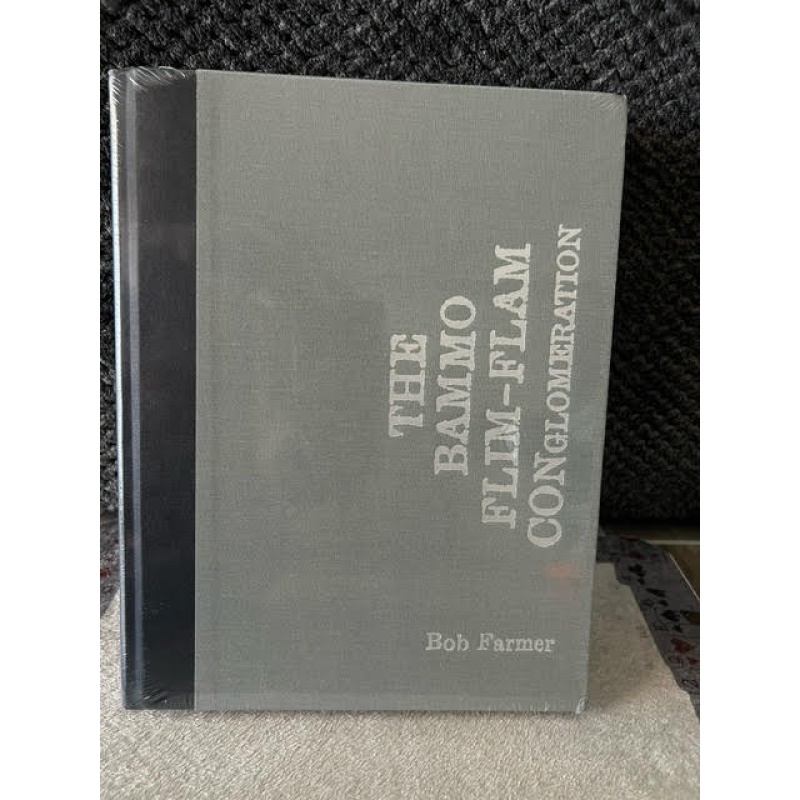 THE
BAMMO
FLIM-FLAM
CONGLOMERATION
Bob Farmer